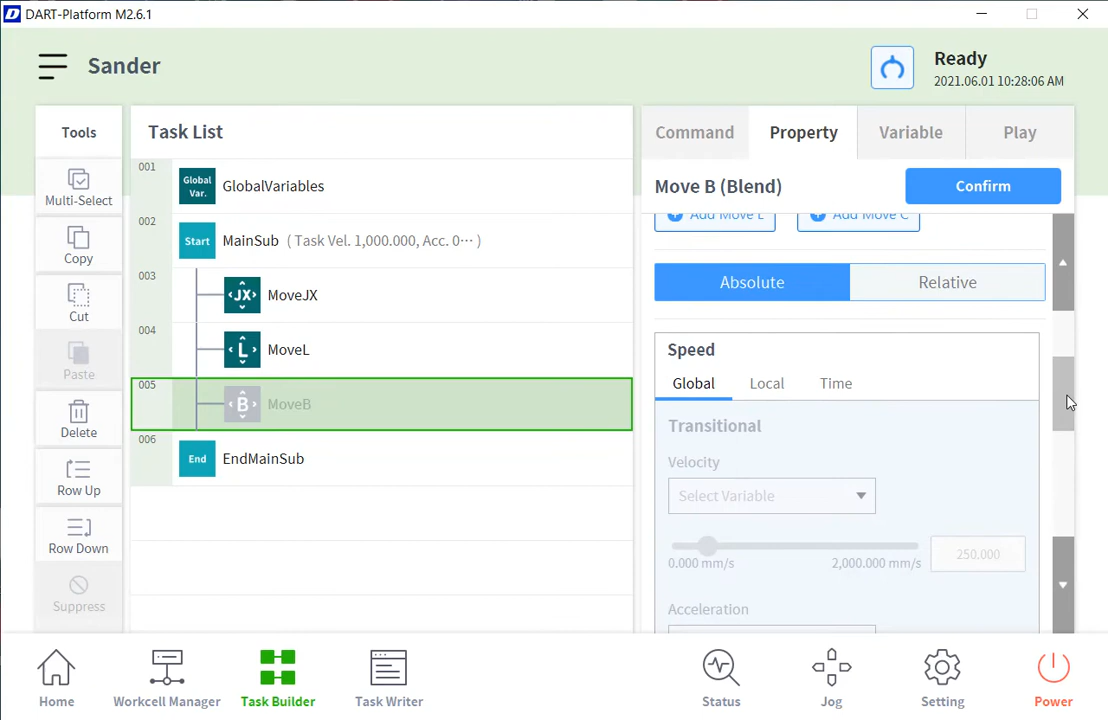 DART-Platform M2.6.1
Sander
Ready
2021.06.01 10:28:06 AM
Tools
Multi-Select
Copy
Cut
Paste
Delete
Row Up
Row Down
Suppress
Task List
001
Global
Var.
GlobalVariables
002
Start
MainSub ( Task Vel. 1,000.000, Acc. 0··· )
003
JX
MoveJX
004
L
MoveL
005
B
MoveB
006
End
EndMainSub
Command
Property
Variable
Play
Move B (Blend)
Confirm
Add Move L
Add Move C
Absolute
Relative
Speed
Global
Local
Time
Transitional
Velocity
Select Variable
250.000
0.000 mm/s
2,000.000 mm/s
Acceleration
Home
Workcell Manager
Task Builder
Task Writer
Status
Jog
Setting
Power